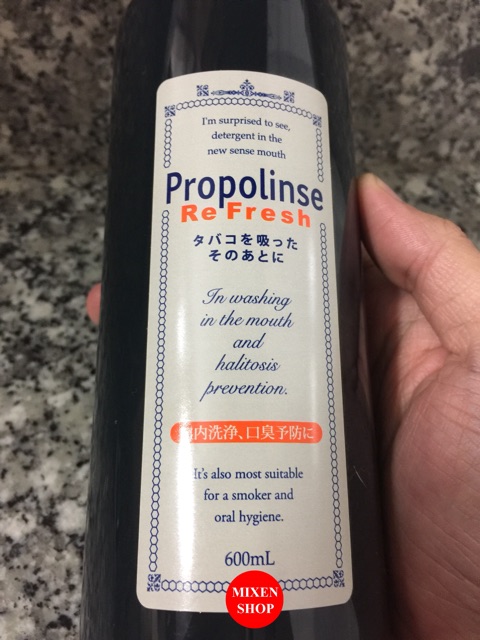 I'm surprised to see,
detergent in the
new sense mouth
Propolinse
ReFresh
タバコを吸った
そのあとに
In washing
in the mouth
and
halitosis
prevention.
口内洗浄、口臭予防に
It's also most suitable
for a smoker and
oral hygiene.
600mL
MIXEN
SHOP